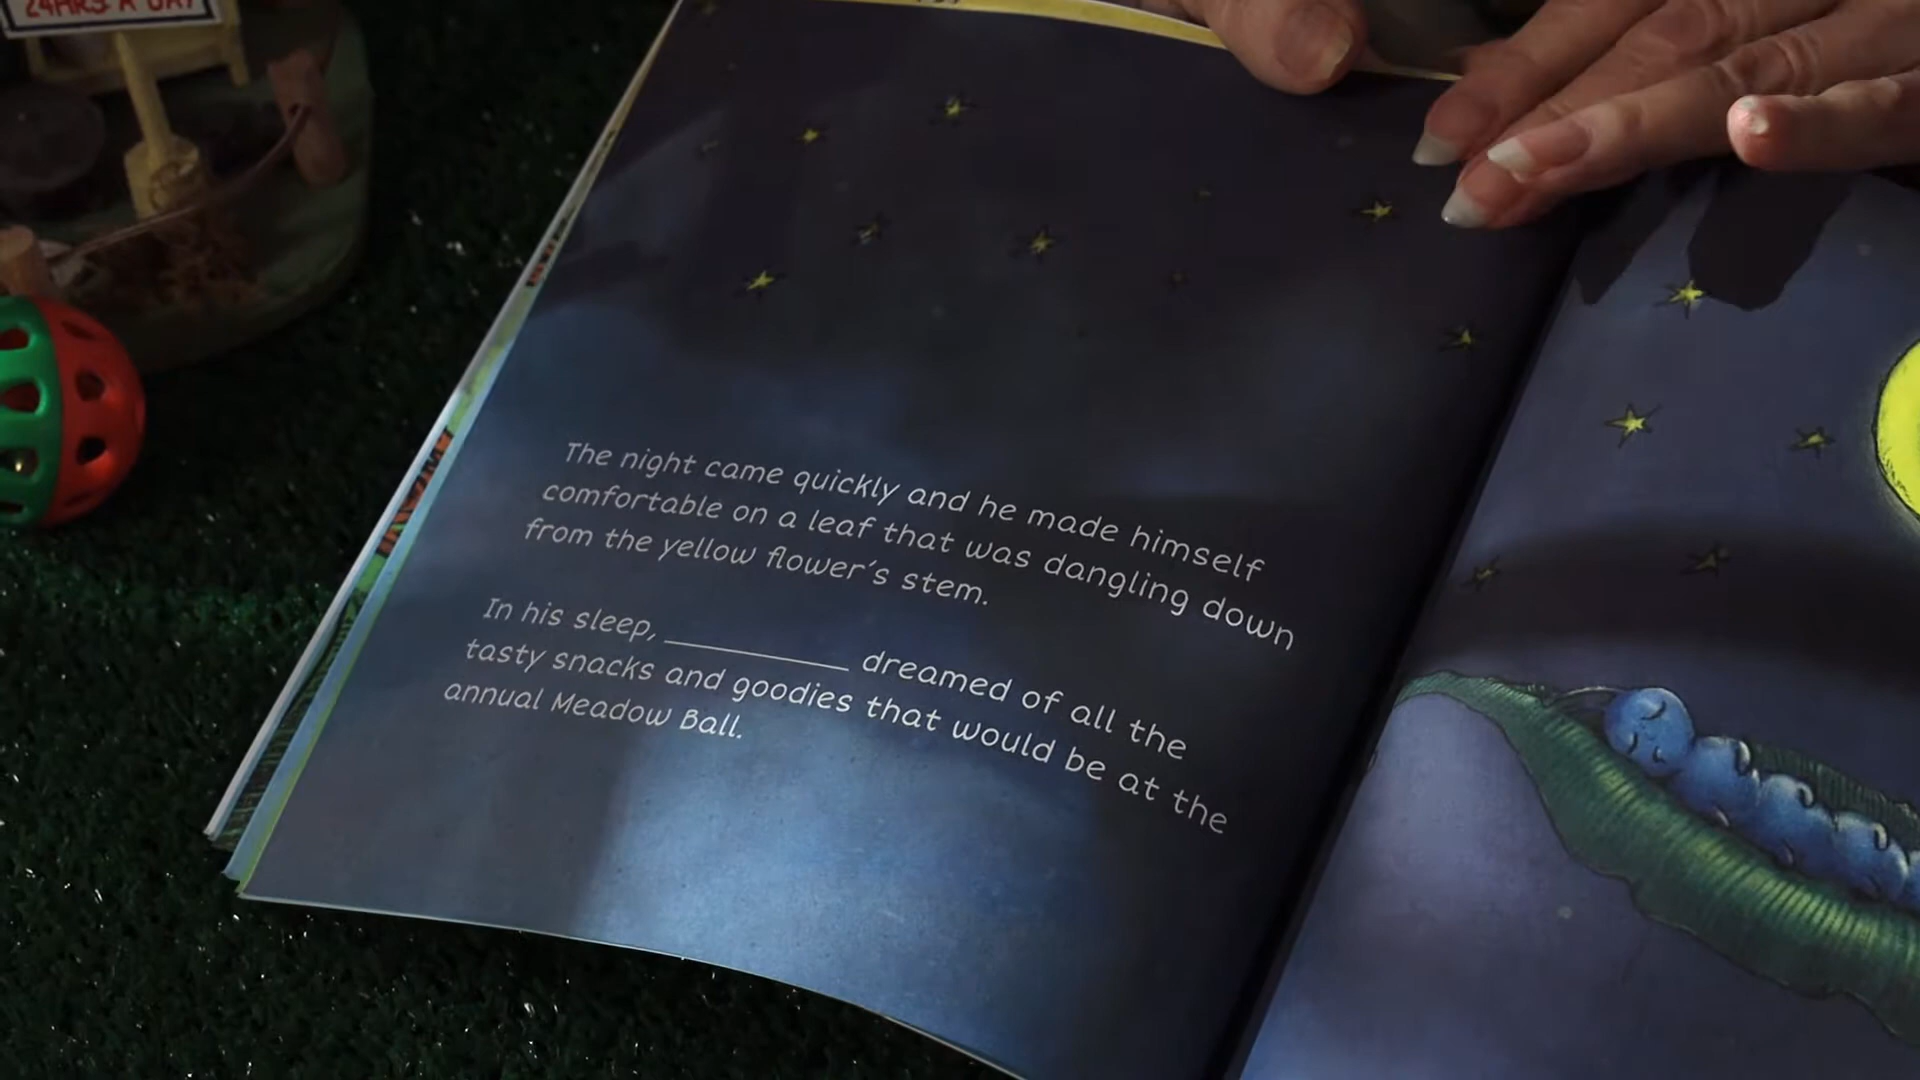 24HRS A DAY
The night came quickly and he made himself
comfortable on a leaf that was dangling down
from the yellow flower's stem.
In his sleep, __________ dreamed of all the
tasty snacks and goodies that would be at the
annual Meadow Ball.